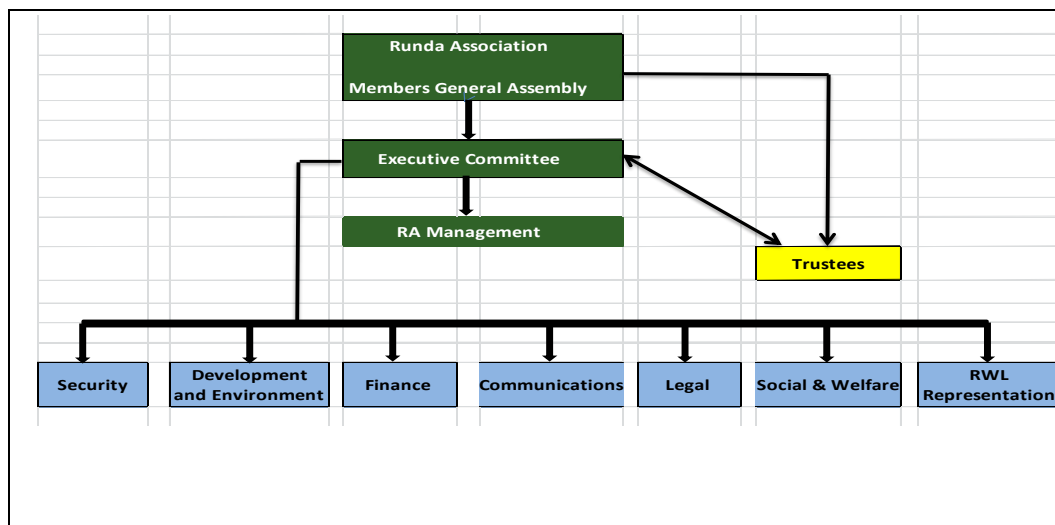 Runda Association
Members General Assembly
Executive Committee
RA Management
Trustees
Security
Development
and Environment
Finance
Communications
Legal
Social & Welfare
RWL
Representation